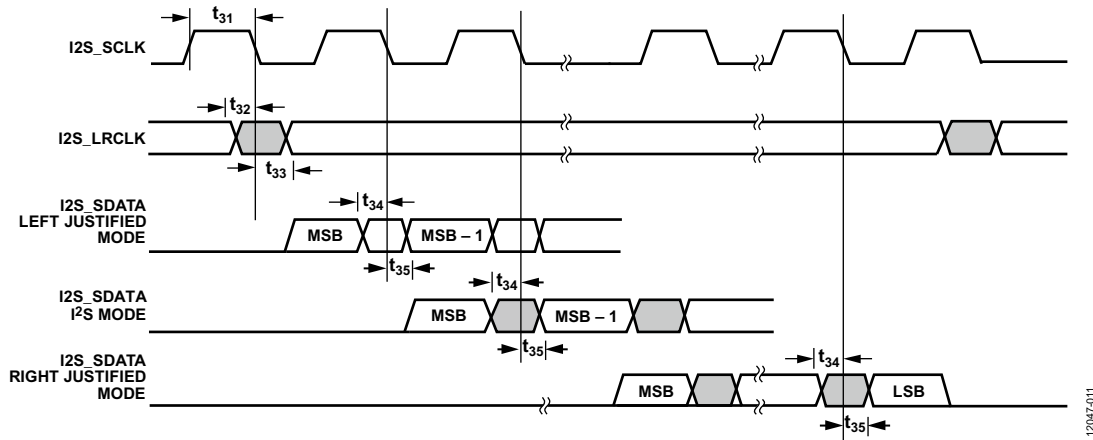 t31
I2S_SCLK
t32
I2S_LRCLK
t33
I2S_SDATA
LEFT JUSTIFIED
MODE
t34
MSB
MSB – 1
t35
I2S_SDATA
I²S MODE
t34
MSB
MSB – 1
t35
I2S_SDATA
RIGHT JUSTIFIED
MODE
t34
MSB
LSB
t35
12047-011